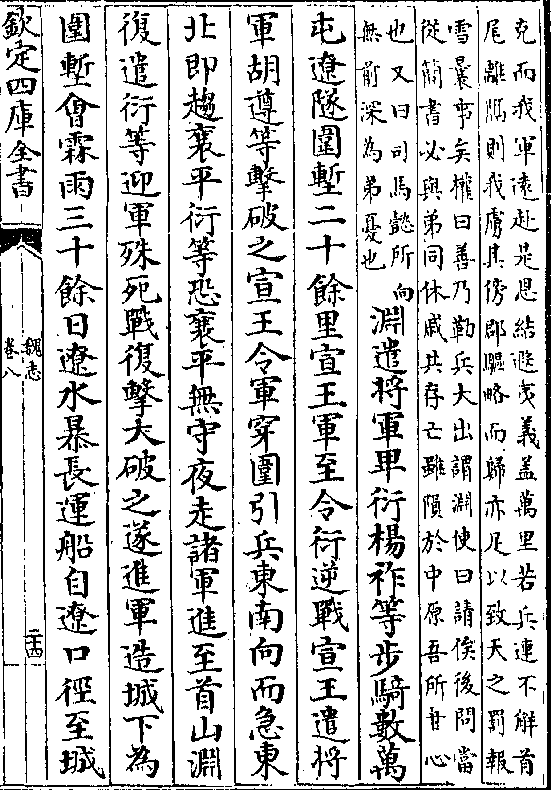 克而我軍遠赴是恩結遐夷義蓋萬里若兵連不解首
尾離隔則我虜其傍郡驅略而歸亦足以致天之罰報
雪曩事矣權曰善乃勒兵大出謂淵使曰請俟後問當
從簡書必與弟同休戚共存亡雖隕於中原吾所甘心
也又曰司馬懿所向
無前深為弟憂也
淵遣將軍卑衍楊祚等步騎數萬
屯遼隧圍塹二十餘里宣王軍至令衍逆戰宣王遣將
軍胡遵等擊破之宣王令軍穿圍引兵東南向而急東
北即趨襄平衍等恐襄平無守夜走諸軍進至首山淵
復遣衍等迎軍殊死戰復擊大破之遂進軍造城下為
圍塹會霖雨三十餘日遼水暴長運船自遼口徑至城
欽定四庫全書
魏志
卷八
二十四